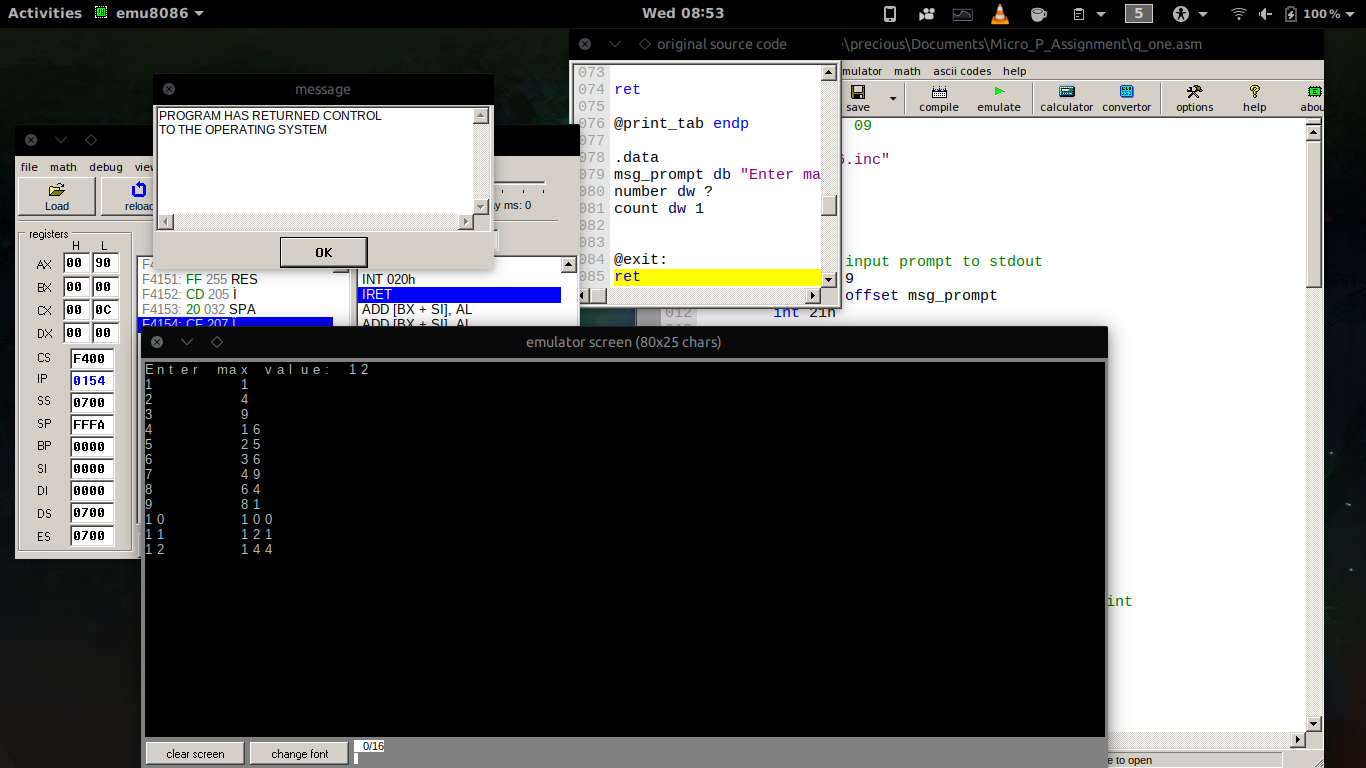 Activities emu8086 Wed 08:53 5 100 %
original source code
\precious\Documents\Micro_P_Assignment\q_one.asm
math ascii codes help
save compile emulate calculator convertor options help
09
073
074 ret
075
076 @print_tab endp
077
078 .data
079 msg_prompt db "Enter ma
080 number dw ?
081 count dw 1
082
083
084 @exit:
085 ret
.inc"
input prompt to stdout
9
offset msg_prompt
012 int 21h
int
message
PROGRAM HAS RETURNED CONTROL
TO THE OPERATING SYSTEM
OK
file math debug
Load reload
ms: 0
registers
H L
AX 00 90
BX 00 00
CX 00 0C
DX 00 00
CS F400
IP 0154
SS 0700
SP FFFA
BP 0000
SI 0000
DI 0000
DS 0700
ES 0700
F4151: FF 255 RES
F4152: CD 205 Í
F4153: 20 032 SPA
F4154: CF 207 Ï
INT 020h
IRET
ADD [BX + SI], AL
ADD [BX + SI], AL
emulator screen (80x25 chars)
Enter max value: 12
1 1
2 4
3 9
4 16
5 25
6 36
7 49
8 64
9 81
10 100
11 121
12 144
clear screen change font 0/16
to open